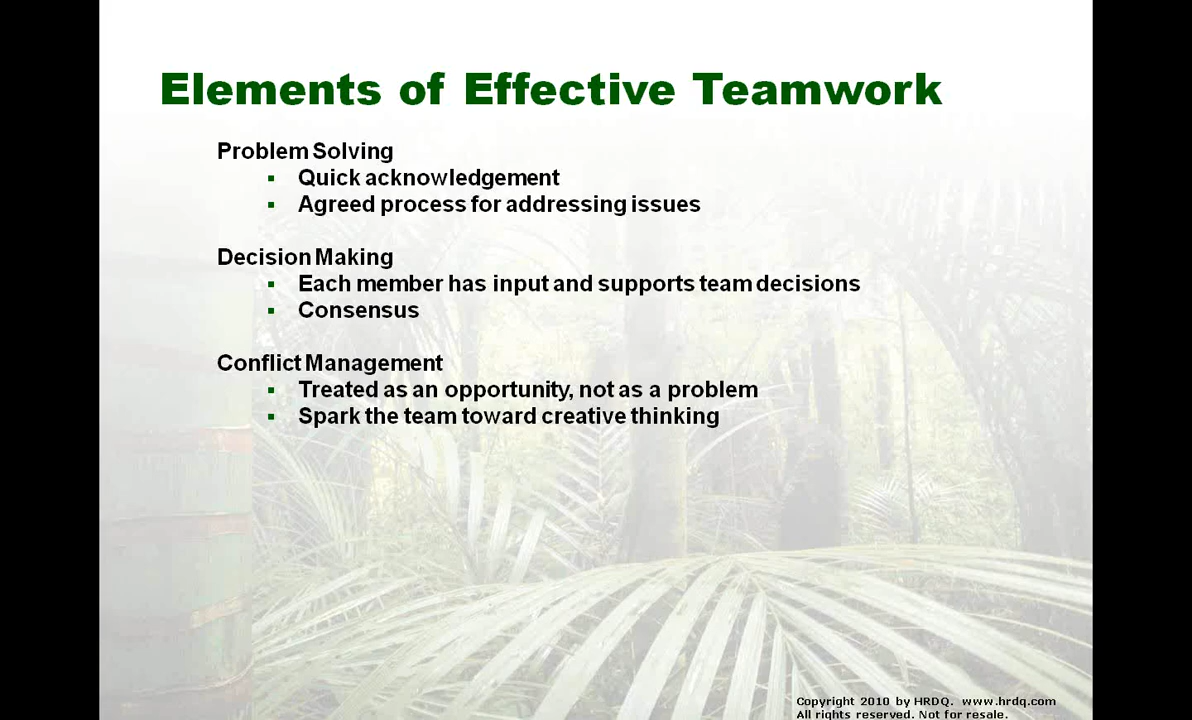 Elements of Effective Teamwork
Problem Solving
▪ Quick acknowledgement
▪ Agreed process for addressing issues
Decision Making
▪ Each member has input and supports team decisions
▪ Consensus
Conflict Management
▪ Treated as an opportunity, not as a problem
▪ Spark the team toward creative thinking
Copyright 2010 by HRDQ. www.hrdq.com
All rights reserved. Not for resale.